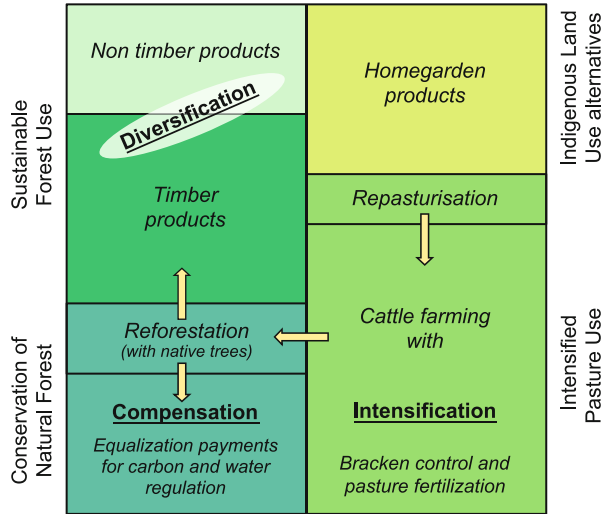 Sustainable
Forest Use
Non timber products
Diversification
Timber
products
Conservation of
Natural Forest
Reforestation
(with native trees)
Compensation
Equalization payments
for carbon and water
regulation
Homegarden
products
Indigenous Land
Use alternatives
Repasturisation
Cattle farming
with
Intensification
Bracken control and
pasture fertilization
Intensified
Pasture Use